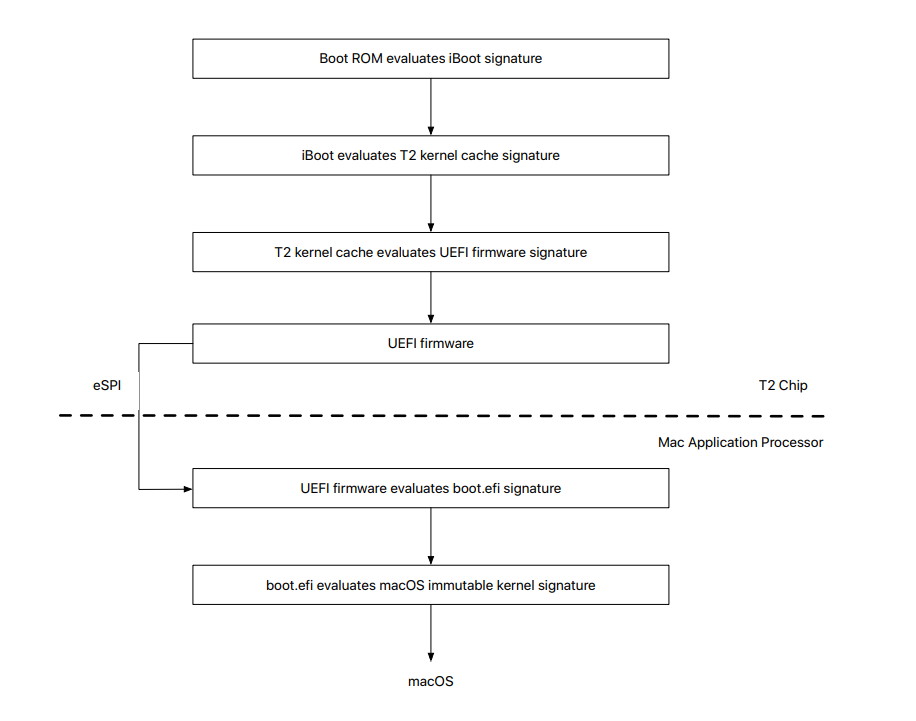 Boot ROM evaluates iBoot signature
iBoot evaluates T2 kernel cache signature
T2 kernel cache evaluates UEFI firmware signature
UEFI firmware
eSPI
T2 Chip
Mac Application Processor
UEFI firmware evaluates boot.efi signature
boot.efi evaluates macOS immutable kernel signature
macOS